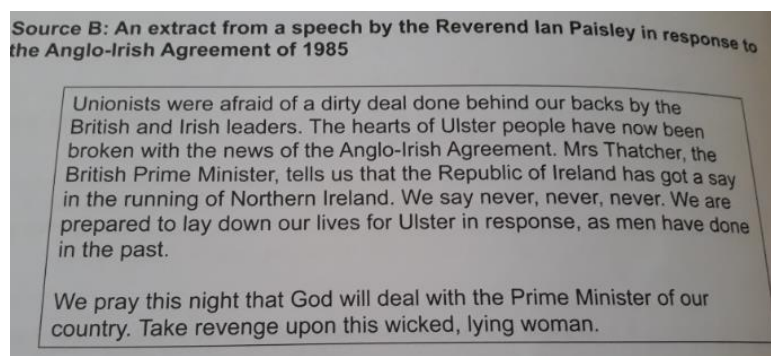 Source B: An extract from a speech by the Reverend Ian Paisley in response to
the Anglo-Irish Agreement of 1985
Unionists were afraid of a dirty deal done behind our backs by the
British and Irish leaders. The hearts of Ulster people have now been
broken with the news of the Anglo-Irish Agreement. Mrs Thatcher, the
British Prime Minister, tells us that the Republic of Ireland has got a say
in the running of Northern Ireland. We say never, never, never. We are
prepared to lay down our lives for Ulster in response, as men have done
in the past.
We pray this night that God will deal with the Prime Minister of our
country. Take revenge upon this wicked, lying woman.